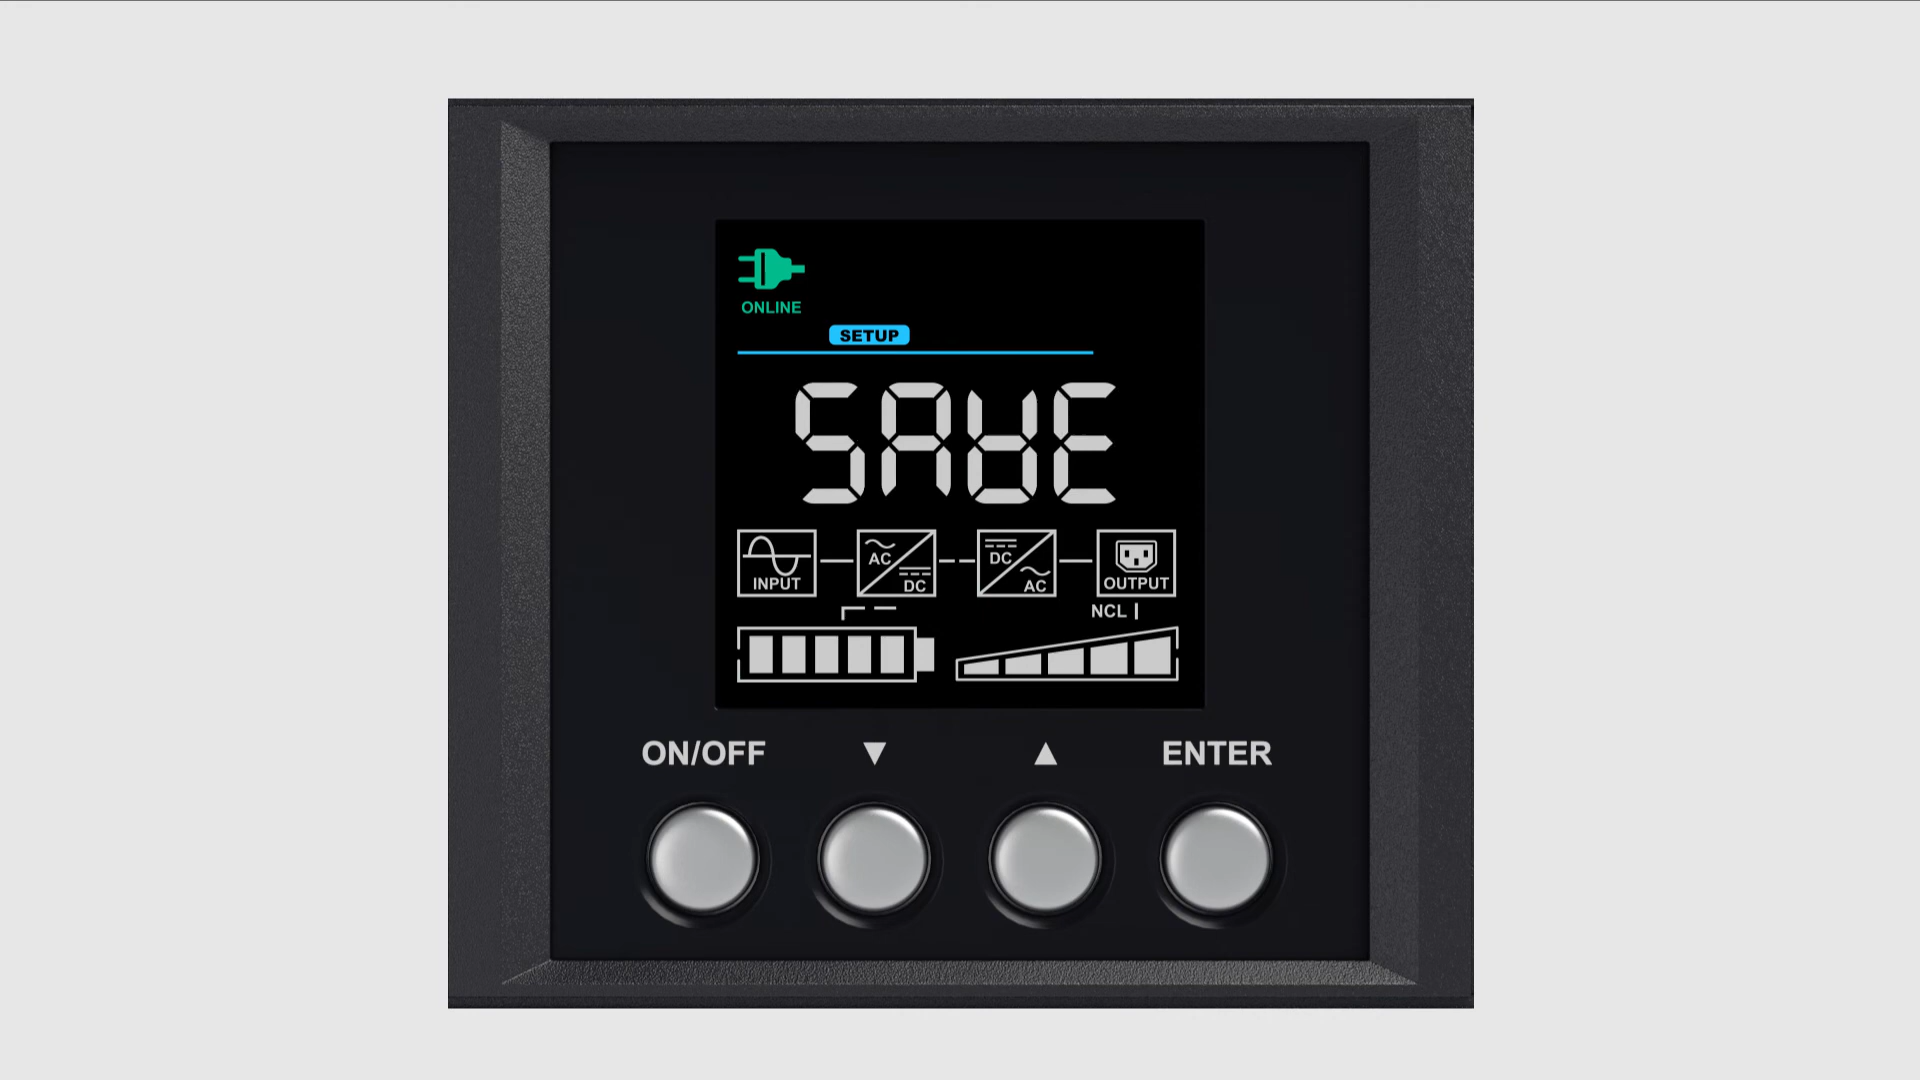 ONLINE
SETUP
SAVE
INPUT
AC
DC
DC
AC
OUTPUT
NCL
ON/OFF ▼ ▲ ENTER